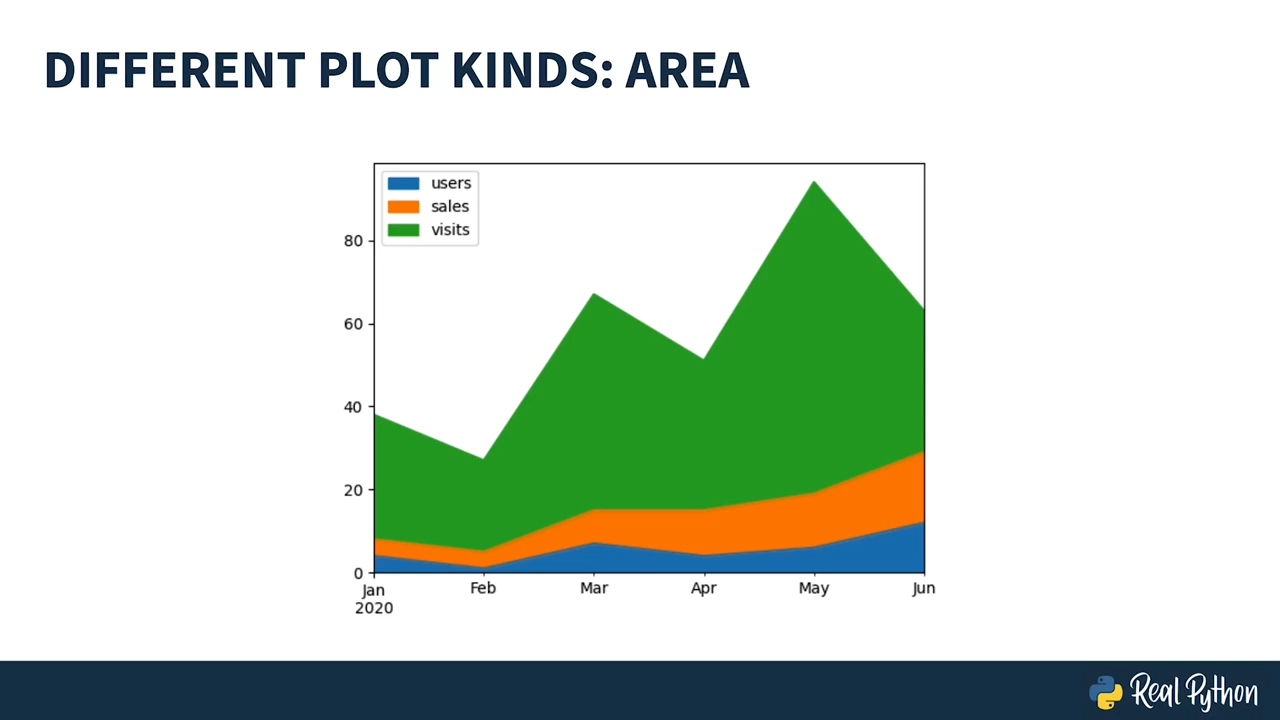 DIFFERENT PLOT KINDS: AREA
users
sales
visits
80
60
40
20
0
Jan Feb Mar Apr May Jun
2020
Real Python